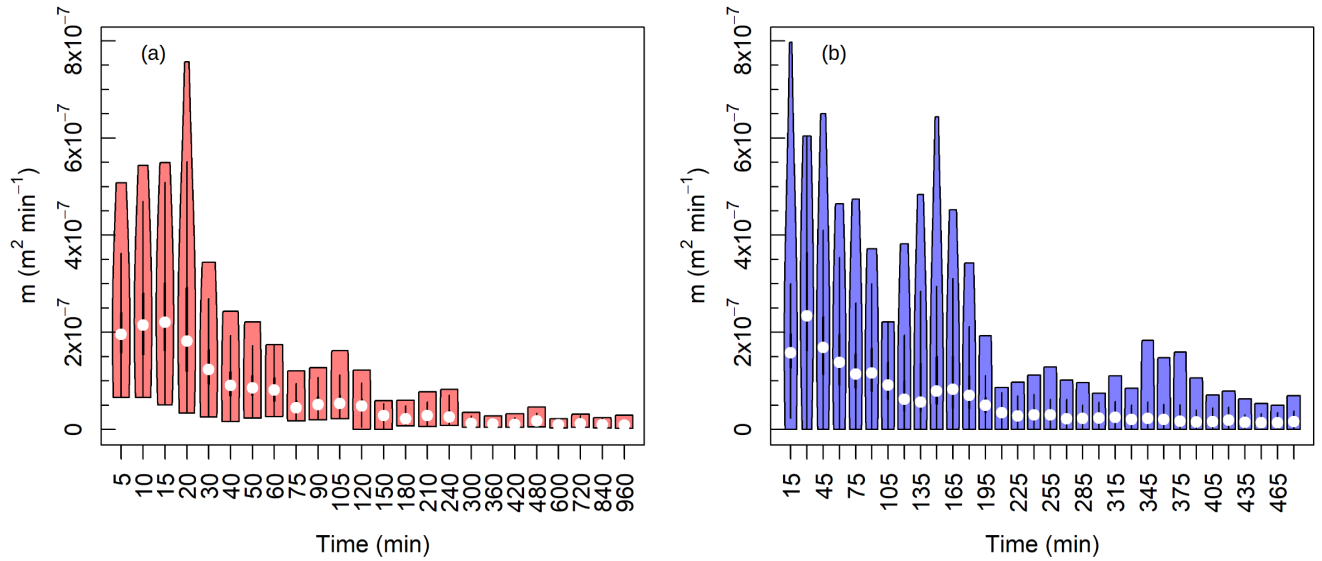 (a)
m (m² min⁻¹)
8x10⁻⁷
6x10⁻⁷
4x10⁻⁷
2x10⁻⁷
0
5 10 15 20 30 40 50 60 75 90 105 120 150 180 210 240 300 360 420 480 600 720 840 960
Time (min)
(b)
m (m² min⁻¹)
8x10⁻⁷
6x10⁻⁷
4x10⁻⁷
2x10⁻⁷
0
15 45 75 105 135 165 195 225 255 285 315 345 375 405 435 465
Time (min)